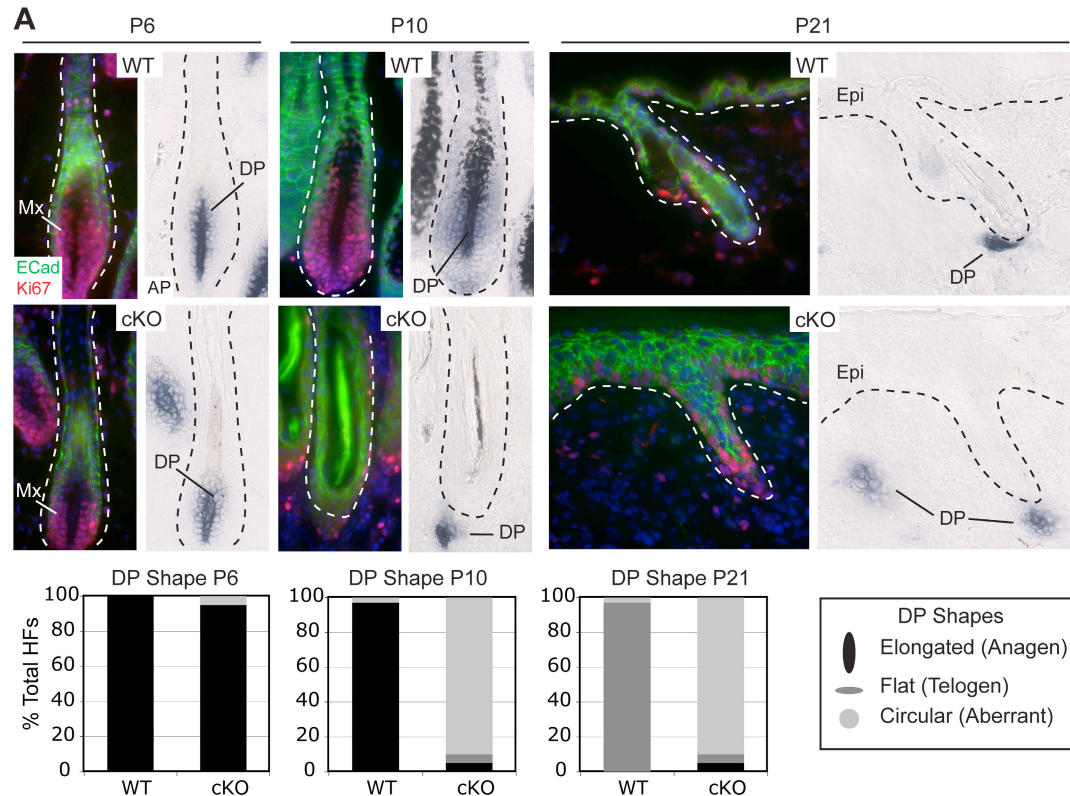 A
P6
P10
P21
WT
DP
Mx
ECad
Ki67
AP
WT
DP
WT
Epi
DP
cKO
DP
Mx
cKO
DP
cKO
Epi
DP
DP Shape P6
DP Shape P10
DP Shape P21
% Total HFs
100
80
60
40
20
0
WT cKO
100
80
60
40
20
0
WT cKO
100
80
60
40
20
0
WT cKO
DP Shapes
Elongated (Anagen)
Flat (Telogen)
Circular (Aberrant)